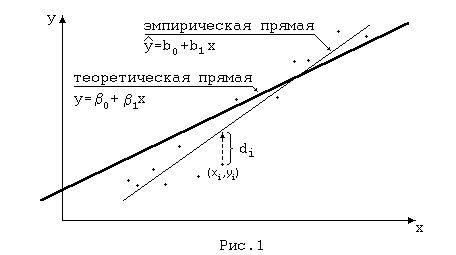 y
эмпирическая прямая
ŷ=b₀+b₁x
теоретическая прямая
y=β₀+β₁x
dᵢ
(xᵢ,yᵢ)
x
Рис.1